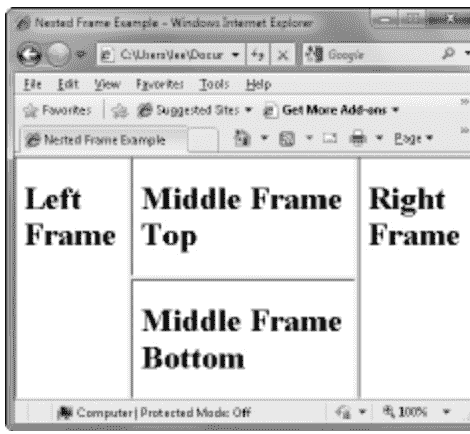 Nested Frame Example - Windows Internet Explorer
C:\Users\lee\Docur
Google
File Edit View Favorites Tools Help
Favorites Suggested Sites Get More Add-ons
Nested Frame Example Page
Left Frame
Middle Frame Top
Right Frame
Middle Frame Bottom
Computer | Protected Mode: Off 100%